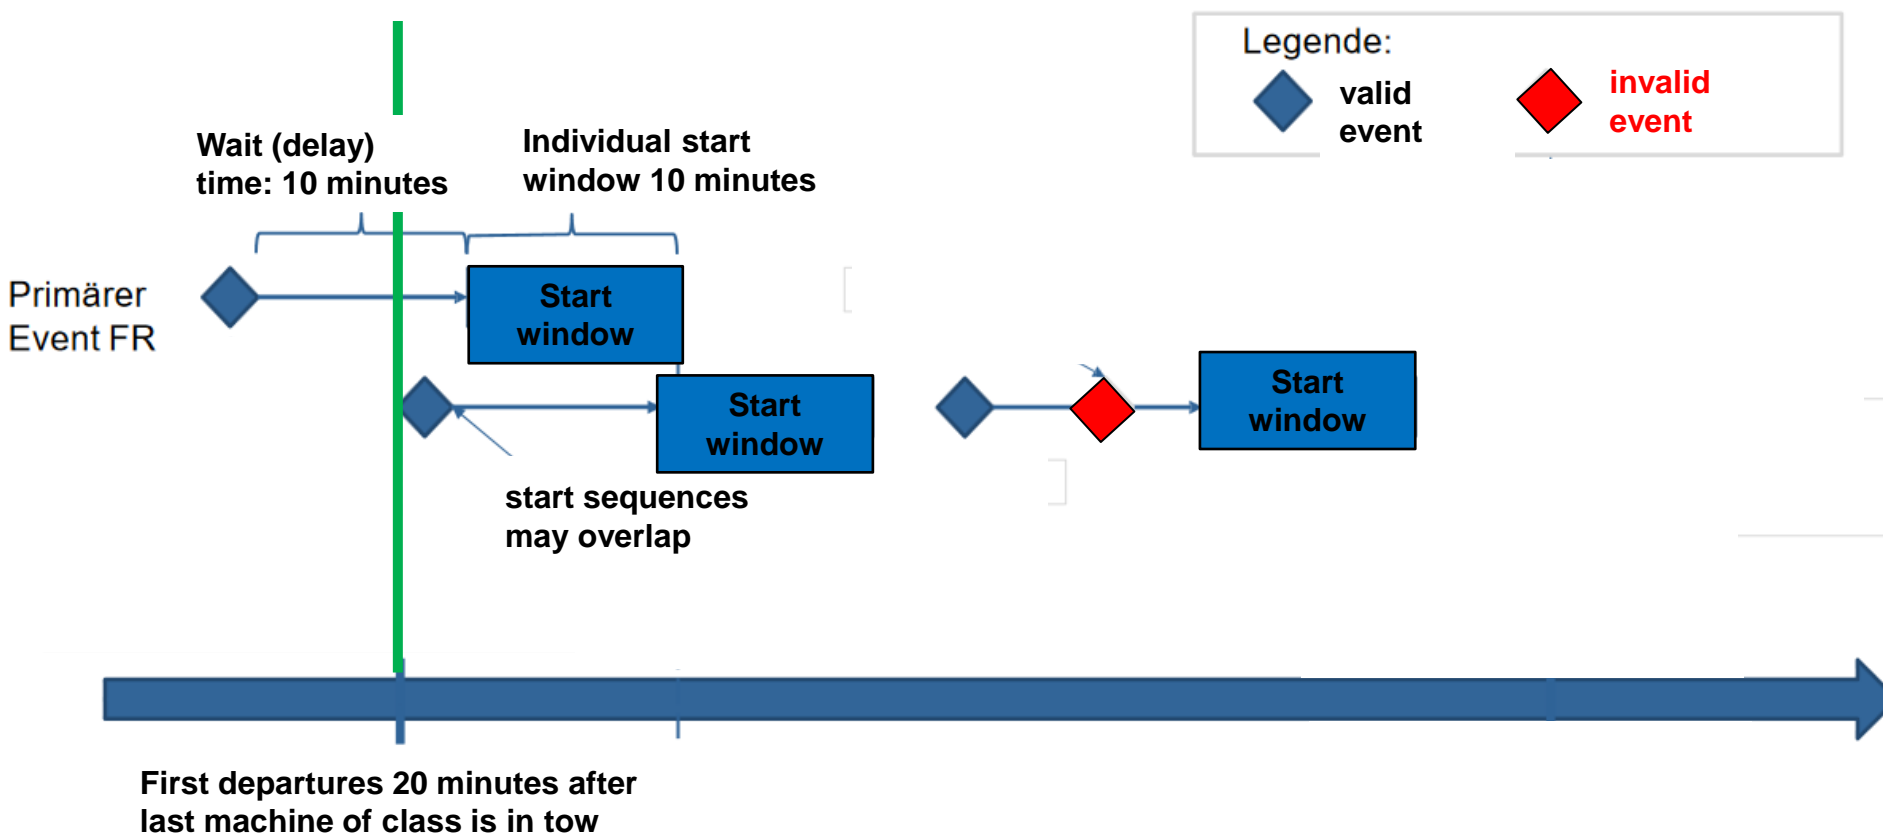 Legende:
valid
event
invalid
event
Wait (delay)
time: 10 minutes
Individual start
window 10 minutes
Primärer
Event FR
Start
window
Start
window
Start
window
start sequences
may overlap
First departures 20 minutes after
last machine of class is in tow